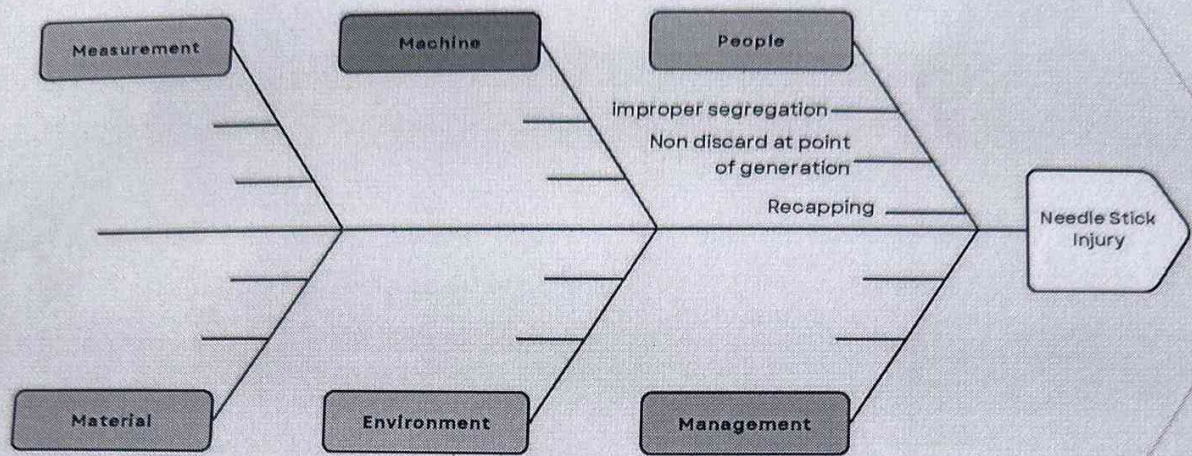 Measurement
Machine
People
improper segregation
Non discard at point
of generation
Recapping
Needle Stick
Injury
Material
Environment
Management